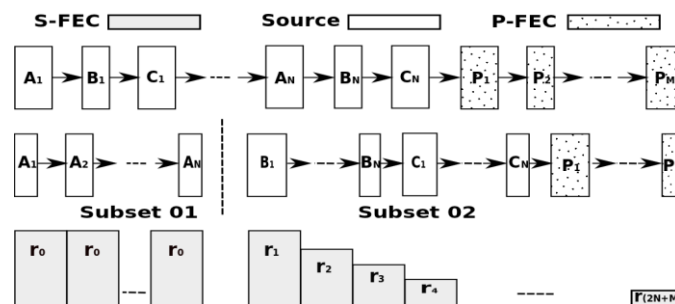 S-FEC Source P-FEC
A₁ B₁ C₁ Aₙ Bₙ Cₙ P₁ P₂ Pₘ
A₁ A₂ Aₙ B₁ Bₙ C₁ Cₙ P₁ P
Subset 01 Subset 02
r₀ r₀ r₀ r₁
r₂
r₃
r₄
r₍₂ₙ₊ₘ